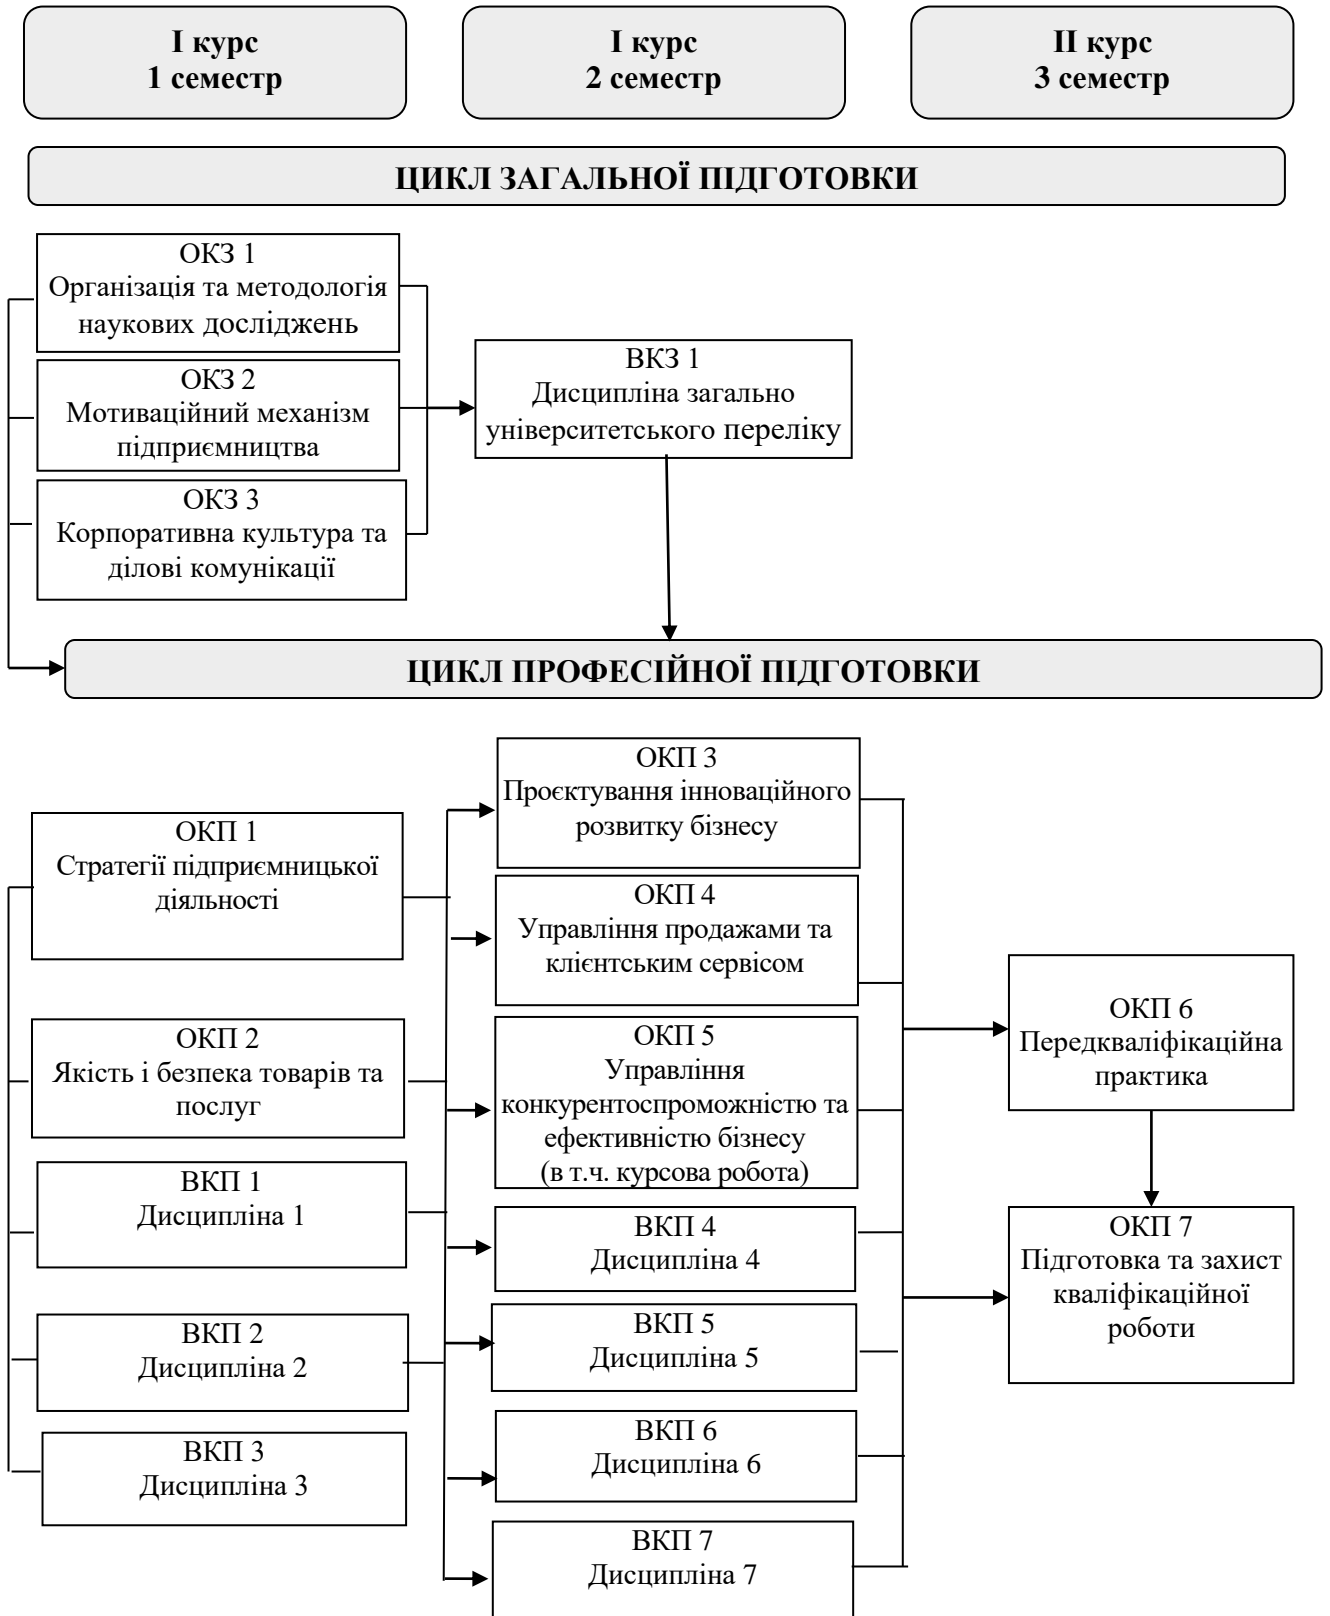 І курс
1 семестр
І курс
2 семестр
ІІ курс
3 семестр
ЦИКЛ ЗАГАЛЬНОЇ ПІДГОТОВКИ
ОКЗ 1
Організація та методологія
наукових досліджень
ОКЗ 2
Мотиваційний механізм
підприємництва
ОКЗ 3
Корпоративна культура та
ділові комунікації
ВКЗ 1
Дисципліна загально
університетського переліку
ЦИКЛ ПРОФЕСІЙНОЇ ПІДГОТОВКИ
ОКП 1
Стратегії підприємницької
діяльності
ОКП 2
Якість і безпека товарів та
послуг
ВКП 1
Дисципліна 1
ВКП 2
Дисципліна 2
ВКП 3
Дисципліна 3
ОКП 3
Проєктування інноваційного
розвитку бізнесу
ОКП 4
Управління продажами та
клієнтським сервісом
ОКП 5
Управління
конкурентоспроможністю та
ефективністю бізнесу
(в т.ч. курсова робота)
ВКП 4
Дисципліна 4
ВКП 5
Дисципліна 5
ВКП 6
Дисципліна 6
ВКП 7
Дисципліна 7
ОКП 6
Передкваліфікаційна
практика
ОКП 7
Підготовка та захист
кваліфікаційної
роботи